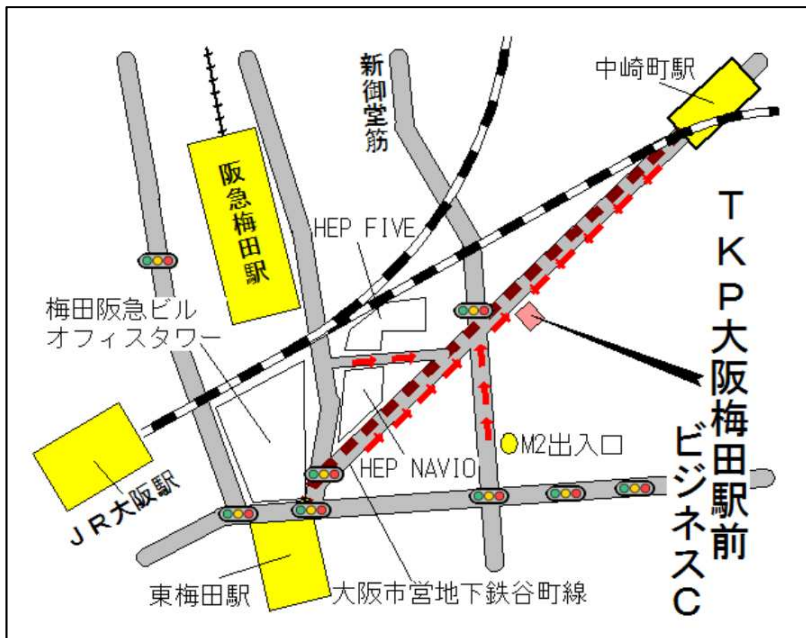 中崎町駅
新御堂筋
阪急梅田駅
HEP FIVE
梅田阪急ビル
オフィスタワー
TKP大阪梅田駅前
ビジネスC
M2出入口
HEP NAVIO
JR大阪駅
東梅田駅
大阪市営地下鉄谷町線